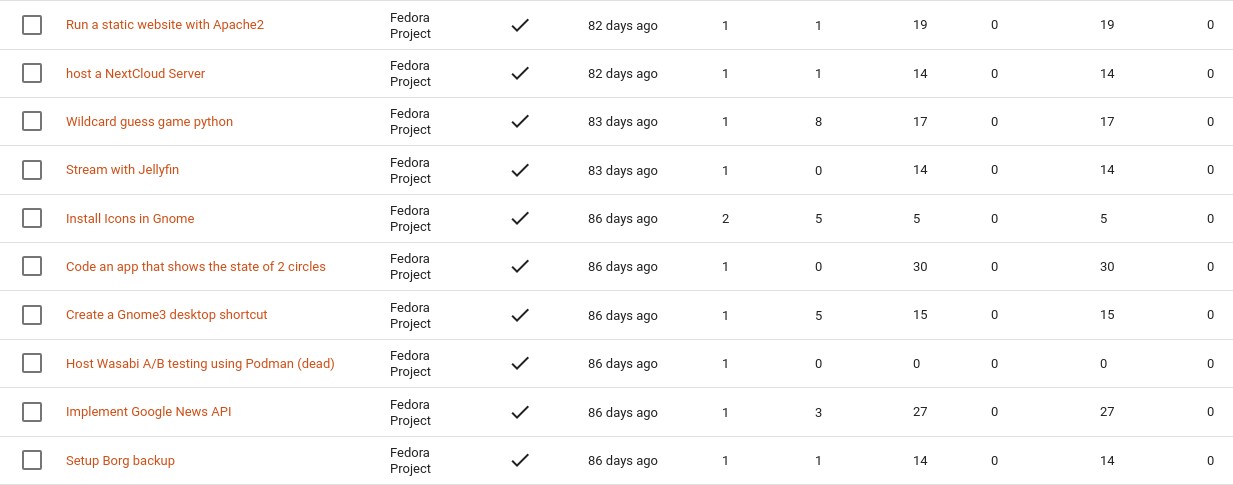 Run a static website with Apache2 Fedora Project 82 days ago 1 1 19 0 19 0
host a NextCloud Server Fedora Project 82 days ago 1 1 14 0 14 0
Wildcard guess game python Fedora Project 83 days ago 1 8 17 0 17 0
Stream with Jellyfin Fedora Project 83 days ago 1 0 14 0 14 0
Install Icons in Gnome Fedora Project 86 days ago 2 5 5 0 5 0
Code an app that shows the state of 2 circles Fedora Project 86 days ago 1 0 30 0 30 0
Create a Gnome3 desktop shortcut Fedora Project 86 days ago 1 5 15 0 15 0
Host Wasabi A/B testing using Podman (dead) Fedora Project 86 days ago 1 0 0 0 0 0
Implement Google News API Fedora Project 86 days ago 1 3 27 0 27 0
Setup Borg backup Fedora Project 86 days ago 1 1 14 0 14 0